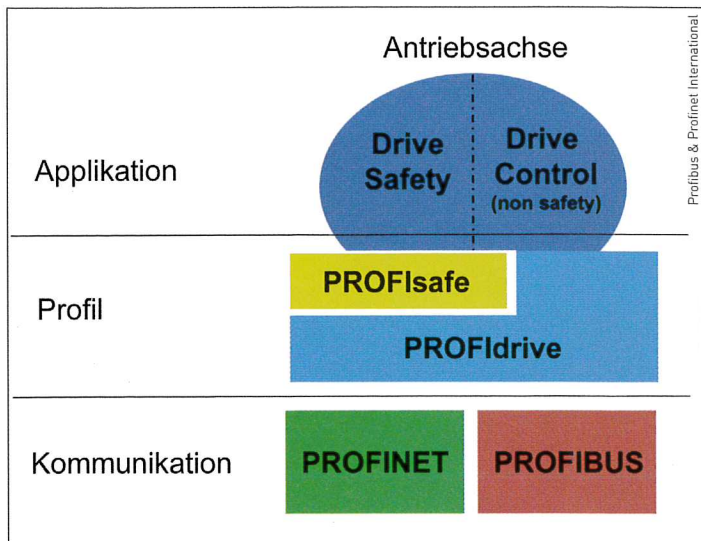 Antriebsachse
Profibus & Profinet International
Applikation
Drive
Safety
Drive
Control
(non safety)
Profil
PROFIsafe
PROFIdrive
Kommunikation
PROFINET
PROFIBUS